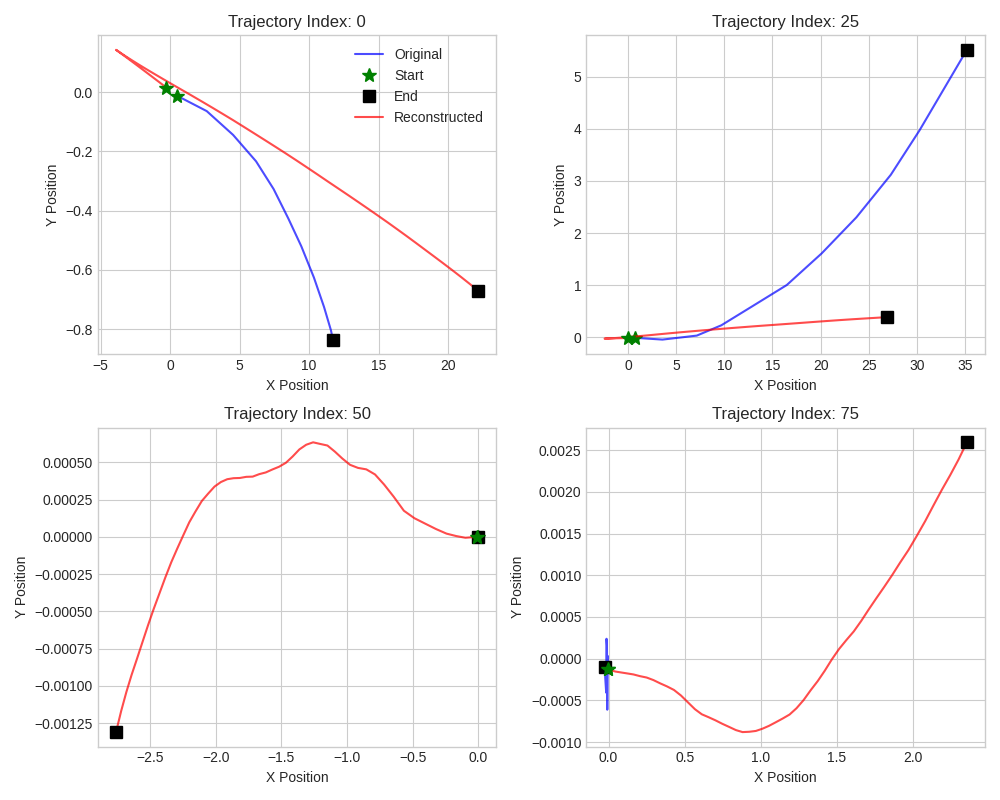 Trajectory Index: 0
Original
Start
End
Reconstructed
0.0
−0.2
−0.4
−0.6
−0.8
Y Position
−5 0 5 10 15 20
X Position
Trajectory Index: 25
5
4
3
2
1
0
Y Position
0 5 10 15 20 25 30 35
X Position
Trajectory Index: 50
0.00050
0.00025
0.00000
−0.00025
−0.00050
−0.00075
−0.00100
−0.00125
Y Position
−2.5 −2.0 −1.5 −1.0 −0.5 0.0
X Position
Trajectory Index: 75
0.0025
0.0020
0.0015
0.0010
0.0005
0.0000
−0.0005
−0.0010
Y Position
0.0 0.5 1.0 1.5 2.0
X Position